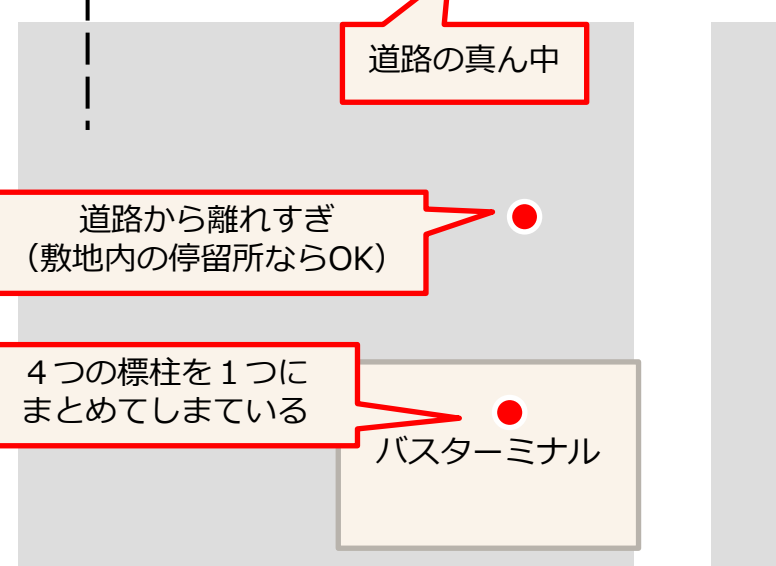 道路の真ん中
道路から離れすぎ
（敷地内の停留所ならOK）
４つの標柱を１つに
まとめてしまている
バスターミナル